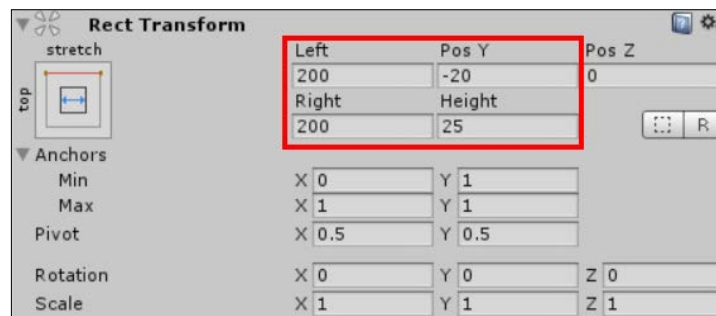 Rect Transform
stretch
Left Pos Y Pos Z
200 -20 0
top
Right Height
200 25
R
Anchors
Min X 0 Y 1
Max X 1 Y 1
Pivot X 0.5 Y 0.5
Rotation X 0 Y 0 Z 0
Scale X 1 Y 1 Z 1